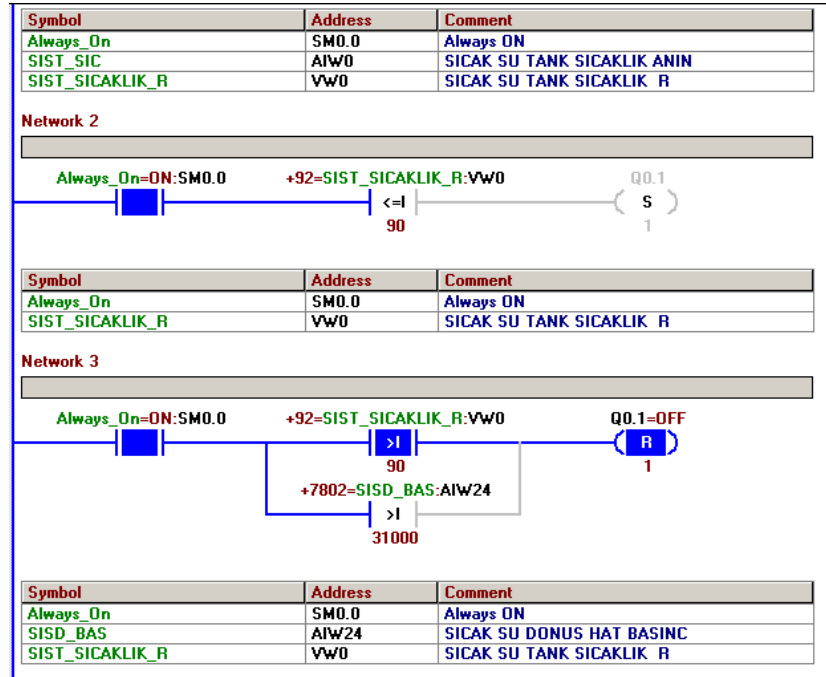 Symbol Address Comment
Always_On SM0.0 Always ON
SIST_SIC AIW0 SICAK SU TANK SICAKLIK ANIN
SIST_SICAKLIK_R VW0 SICAK SU TANK SICAKLIK R
Network 2
Always_On=ON:SM0.0 +92=SIST_SICAKLIK_R:VW0 Q0.1
<=I S
90 1
Symbol Address Comment
Always_On SM0.0 Always ON
SIST_SICAKLIK_R VW0 SICAK SU TANK SICAKLIK R
Network 3
Always_On=ON:SM0.0 +92=SIST_SICAKLIK_R:VW0 Q0.1=OFF
>I R
90 1
+7802=SISD_BAS:AIW24
>I
31000
Symbol Address Comment
Always_On SM0.0 Always ON
SISD_BAS AIW24 SICAK SU DONUS HAT BASINC
SIST_SICAKLIK_R VW0 SICAK SU TANK SICAKLIK R